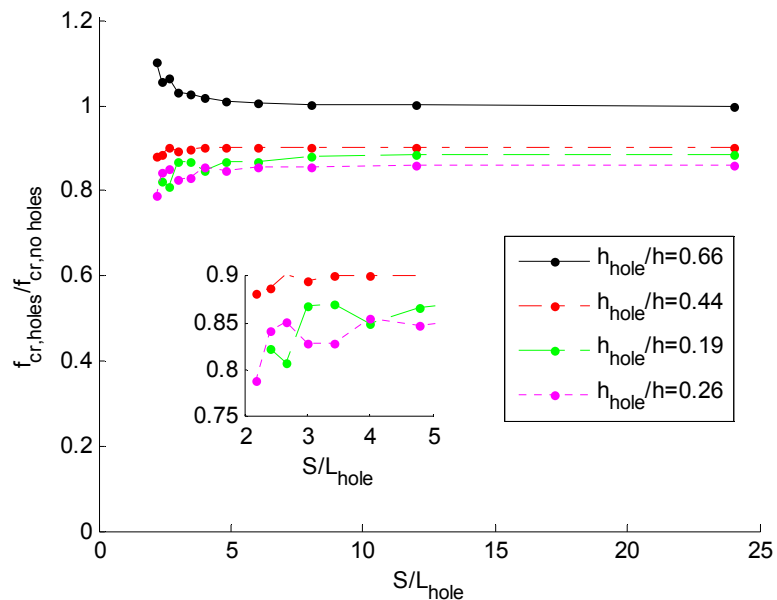 1.2
1
0.8
0.6
0.4
0.2
0
f_cr,holes/f_cr,no holes
0.9
0.85
0.8
0.75
2 3 4 5
S/L_hole
h_hole/h=0.66
h_hole/h=0.44
h_hole/h=0.19
h_hole/h=0.26
0 5 10 15 20 25
S/L_hole